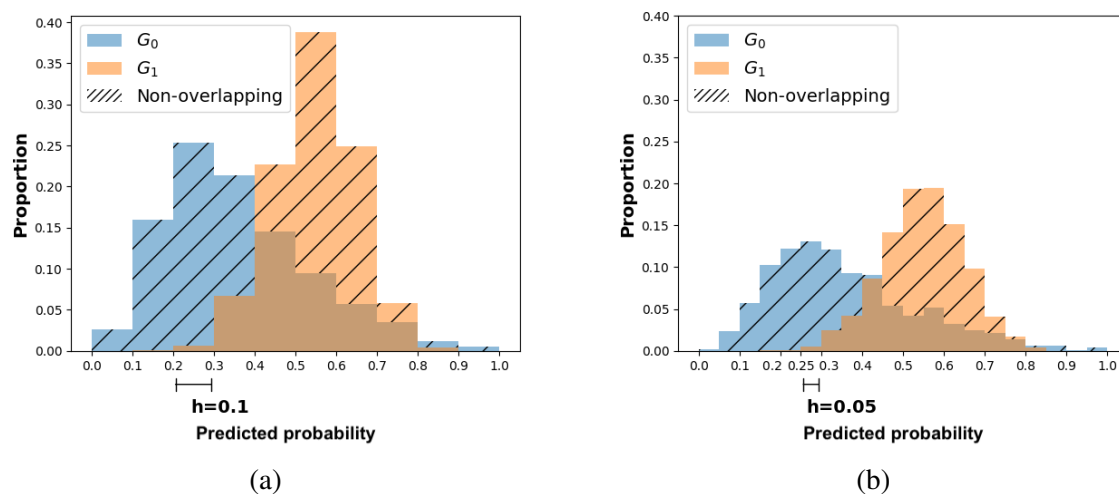 0.40
0.35
0.30
0.25
0.20
0.15
0.10
0.05
0.00
Proportion
G0
G1
Non-overlapping
0.0 0.1 0.2 0.3 0.4 0.5 0.6 0.7 0.8 0.9 1.0
h=0.1
Predicted probability
(a)
0.40
0.35
0.30
0.25
0.20
0.15
0.10
0.05
0.00
Proportion
G0
G1
Non-overlapping
0.0 0.1 0.2 0.25 0.3 0.4 0.5 0.6 0.7 0.8 0.9 1.0
h=0.05
Predicted probability
(b)